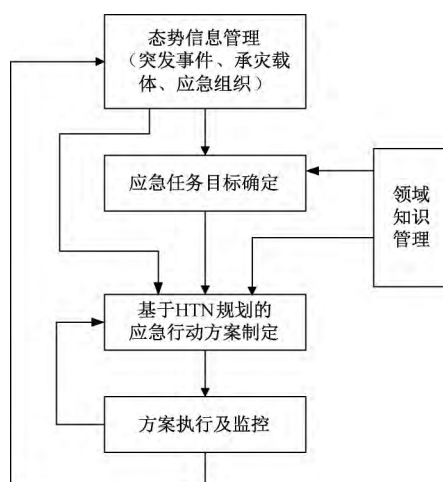 态势信息管理
（突发事件、承灾载
体、应急组织）
应急任务目标确定
领域
知识
管理
基于HTN规划的
应急行动方案制定
方案执行及监控